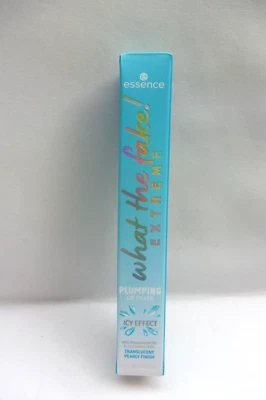 essence
what the fake!
EXTREME
PLUMPING
LIP FILLER
ICY EFFECT
TRANSLUCENT
PEARLY FINISH